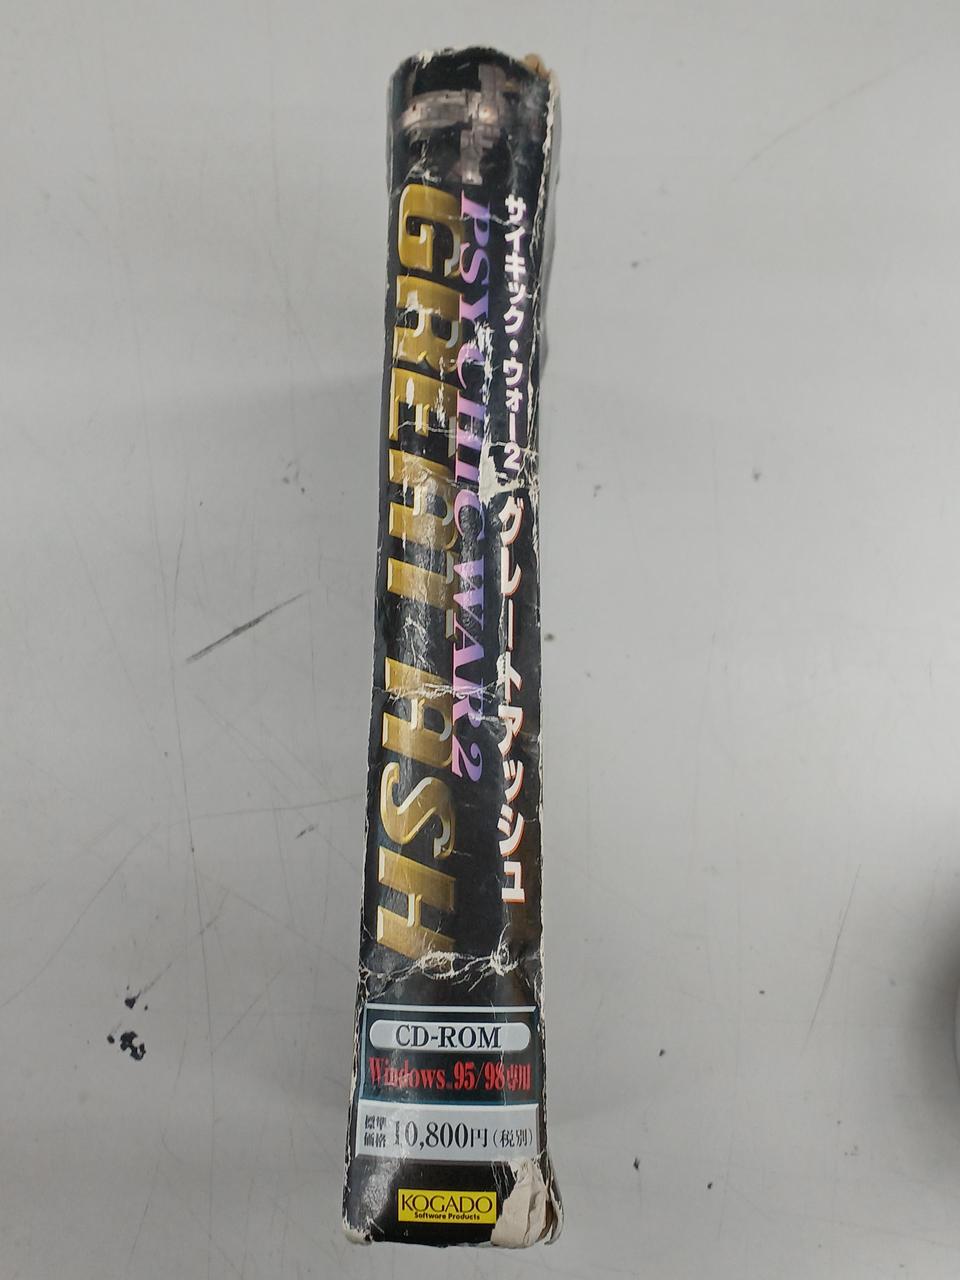 サイキック・ウォー2 グレートアッシュ
PSYCHIC WAR 2
GREAT ASH
CD-ROM
Windows 95/98専用
標準価格 10,800円(税別)
KOGADO
Software Products